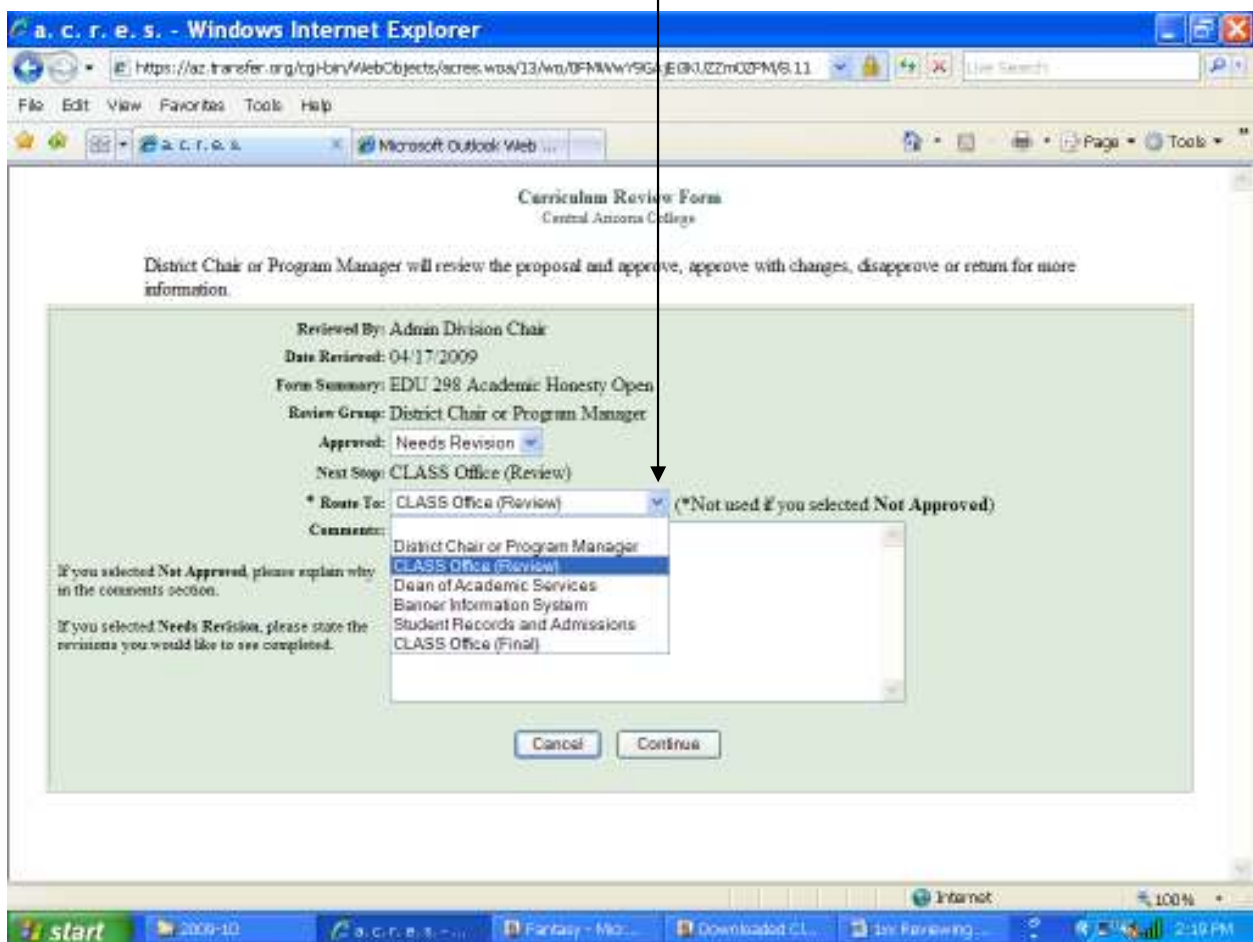 a. c. r. e. s. - Windows Internet Explorer
Live Search
File Edit View Favorites Tools Help
a. c. r. e. s. Microsoft Outlook Web ... Page Tools
Curriculum Review Form
Central Arizona College
District Chair or Program Manager will review the proposal and approve, approve with changes, disapprove or return for more
information.
Reviewed By: Admin Division Chair
Date Reviewed: 04/17/2009
Form Summary: EDU 298 Academic Honesty Open
Review Group: District Chair or Program Manager
Approved: Needs Revision
Next Stop: CLASS Office (Review)
* Route To: CLASS Office (Review) (*Not used if you selected Not Approved)
Comments:
District Chair or Program Manager
CLASS Office (Review)
Dean of Academic Services
Banner Information System
Student Records and Admissions
CLASS Office (Final)
If you selected Not Approved, please explain why
in the comments section.
If you selected Needs Revision, please state the
revisions you would like to see completed.
Cancel Continue
Internet 100%
start 2009-10 a. c. r. e. s. -... Fantasy - Micr... Downloaded CL... Reviewing ... 2:19 PM